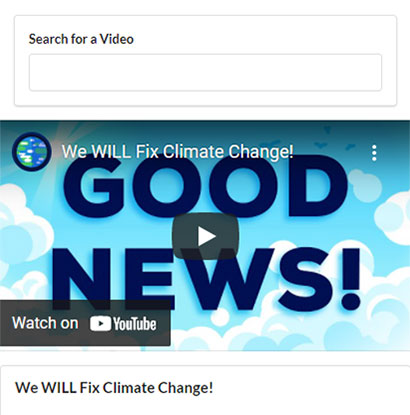 Search for a Video
We WILL Fix Climate Change!
GOOD
NEWS!
Watch on YouTube
We WILL Fix Climate Change!